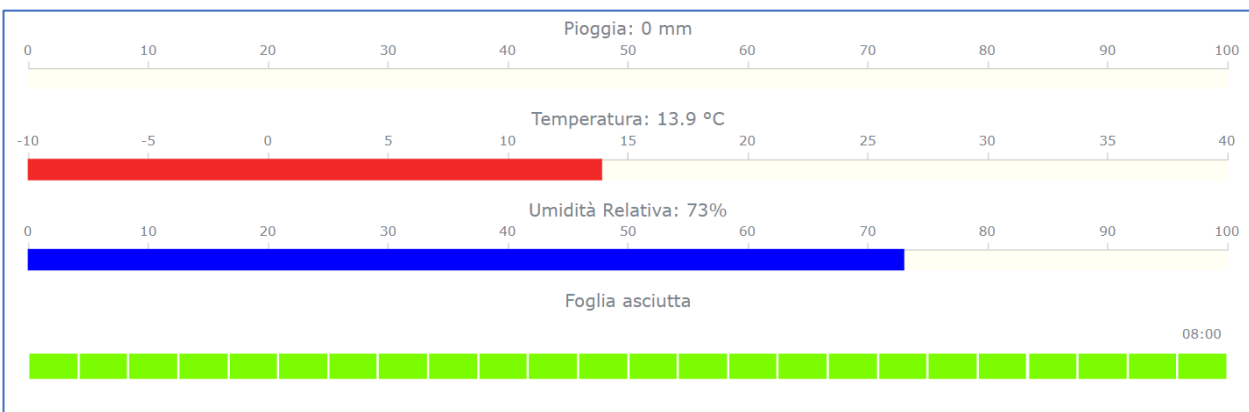 Pioggia: 0 mm
0 10 20 30 40 50 60 70 80 90 100
Temperatura: 13.9 °C
-10 -5 0 5 10 15 20 25 30 35 40
Umidità Relativa: 73%
0 10 20 30 40 50 60 70 80 90 100
Foglia asciutta
08:00